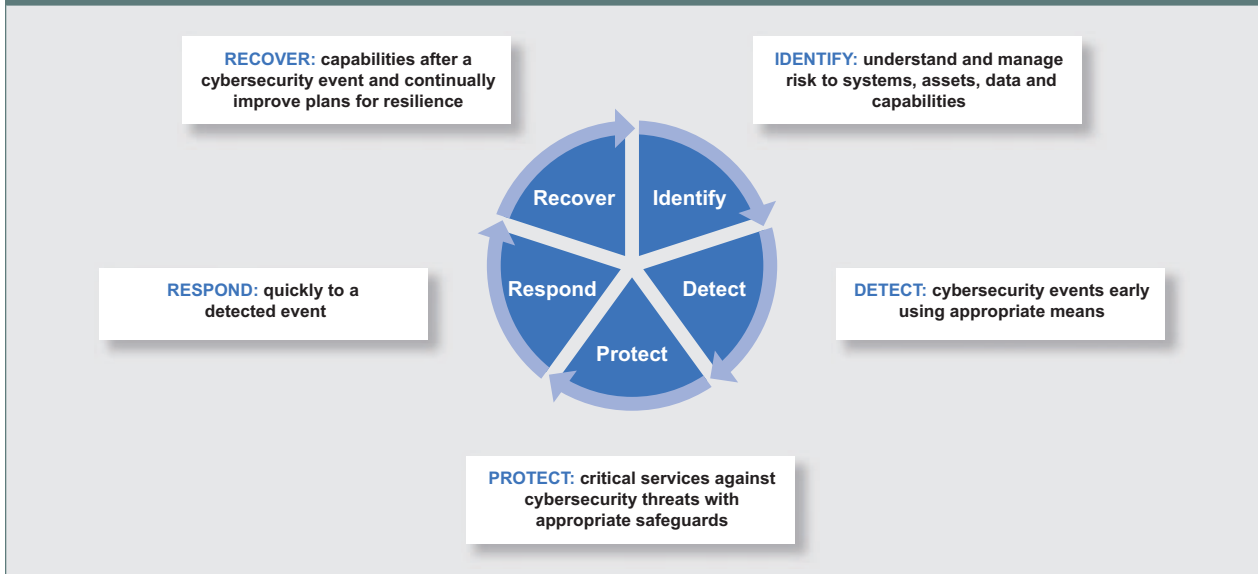 RECOVER: capabilities after a
cybersecurity event and continually
improve plans for resilience
IDENTIFY: understand and manage
risk to systems, assets, data and
capabilities
Recover
Identify
Respond
Detect
Protect
RESPOND: quickly to a
detected event
DETECT: cybersecurity events early
using appropriate means
PROTECT: critical services against
cybersecurity threats with
appropriate safeguards